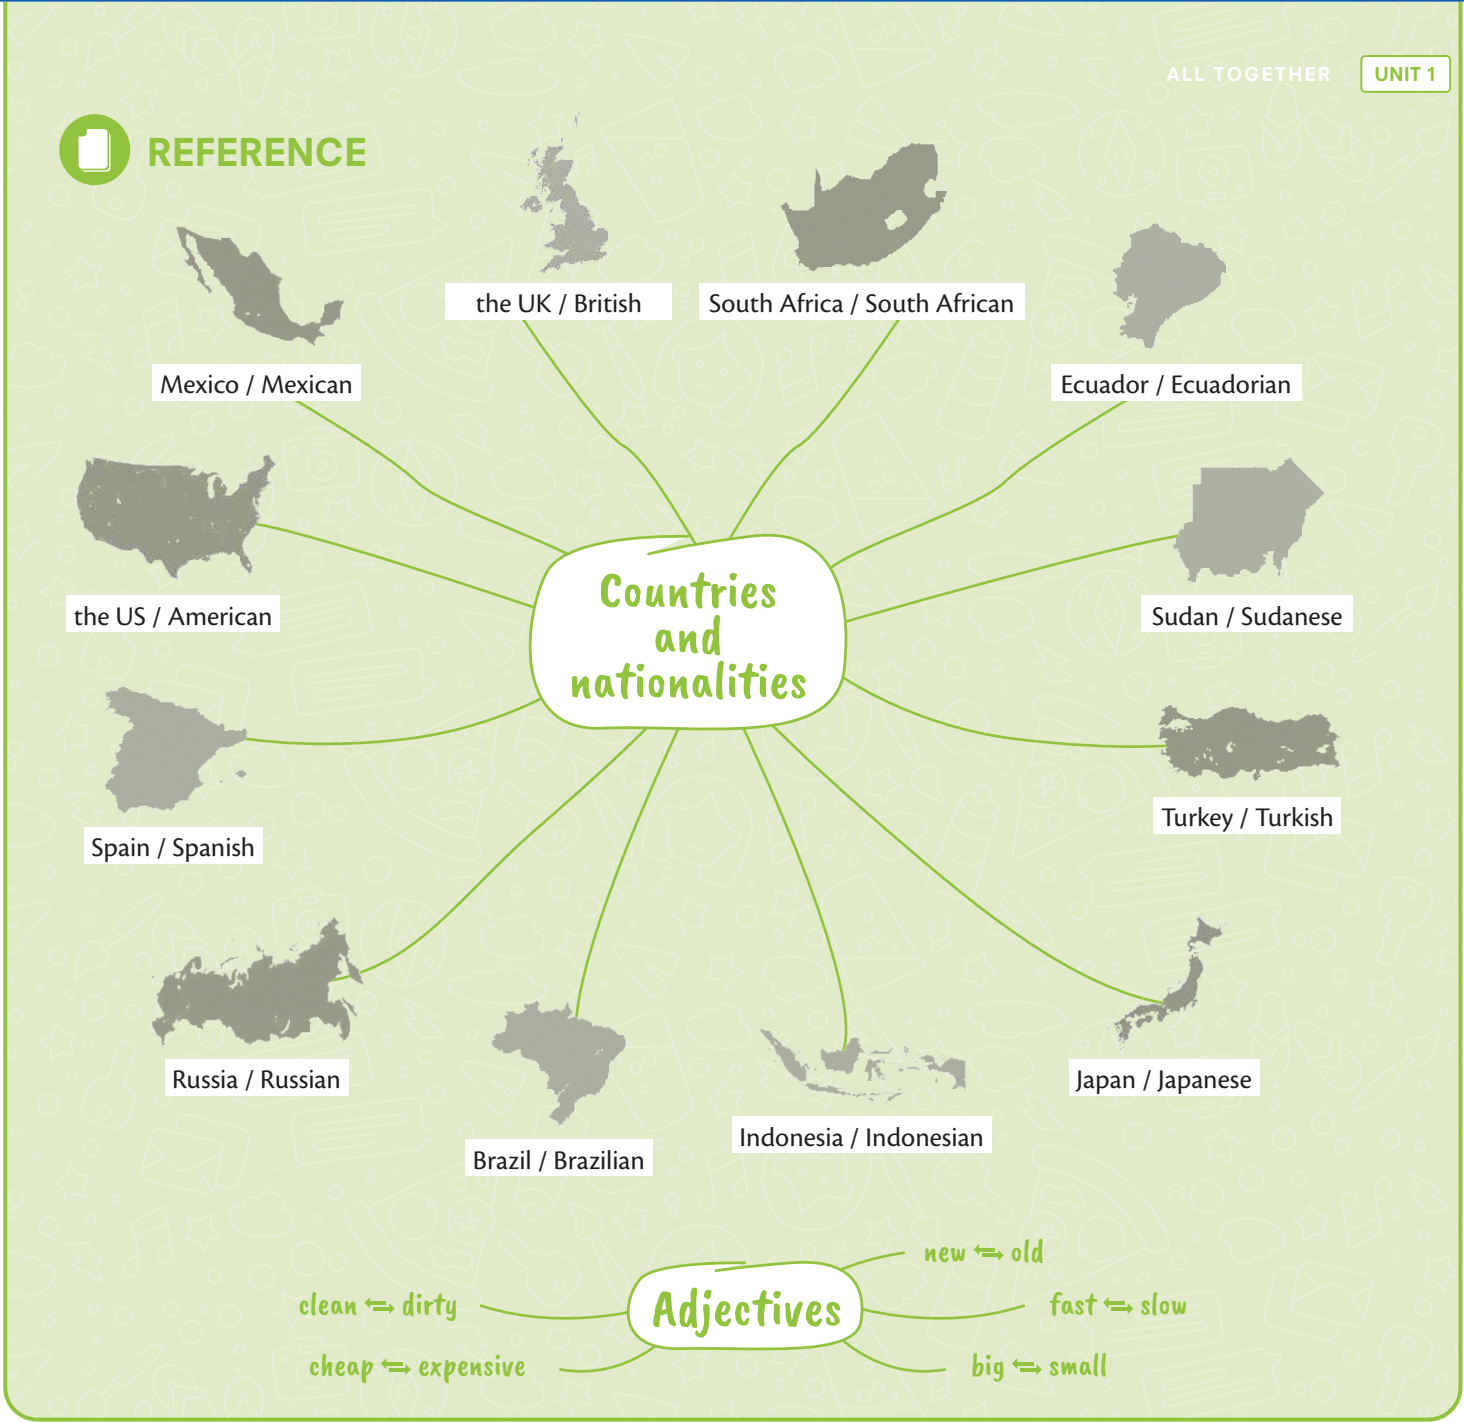 ALL TOGETHER
UNIT 1
REFERENCE
the UK / British
South Africa / South African
Mexico / Mexican
Ecuador / Ecuadorian
the US / American
Countries
and
nationalities
Sudan / Sudanese
Spain / Spanish
Turkey / Turkish
Russia / Russian
Japan / Japanese
Brazil / Brazilian
Indonesia / Indonesian
Adjectives
new ⇆ old
clean ⇆ dirty
fast ⇆ slow
cheap ⇆ expensive
big ⇆ small